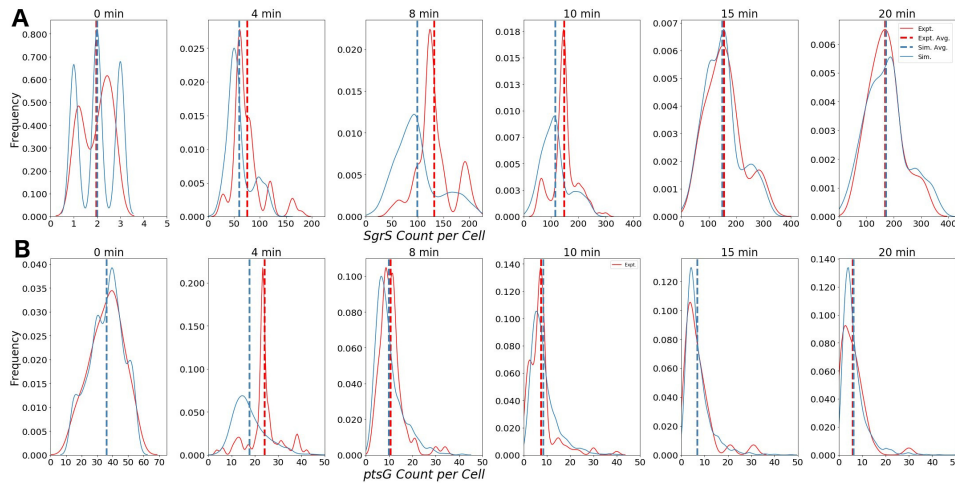 A
0 min
4 min
8 min
10 min
15 min
20 min
Frequency
0.800
0.700
0.600
0.500
0.400
0.300
0.200
0.100
0.000
0 1 2 3 4 5
0.025
0.020
0.015
0.010
0.005
0.000
0 50 100 150 200
0.020
0.015
0.010
0.005
0.000
0 50 100 150 200
0.018
0.015
0.013
0.010
0.007
0.005
0.003
0.000
0 100 200 300 400
0.007
0.006
0.005
0.004
0.003
0.002
0.001
0.000
0 100 200 300 400
0.006
0.005
0.004
0.003
0.002
0.001
0.000
0 100 200 300 400
Expt.
Expt. Avg.
Sim. Avg.
Sim.
SgrS Count per Cell
B
0 min
4 min
8 min
10 min
15 min
20 min
Frequency
0.040
0.035
0.030
0.025
0.020
0.015
0.010
0.005
0.000
0 10 20 30 40 50 60 70
0.200
0.150
0.100
0.050
0.000
0 10 20 30 40 50
0.100
0.080
0.060
0.040
0.020
0.000
0 10 20 30 40 50
0.140
0.120
0.100
0.080
0.060
0.040
0.020
0.000
0 10 20 30 40 50
Expt.
0.120
0.100
0.080
0.060
0.040
0.020
0.000
0 10 20 30 40 50
0.140
0.120
0.100
0.080
0.060
0.040
0.020
0.000
0 10 20 30 40 50
ptsG Count per Cell